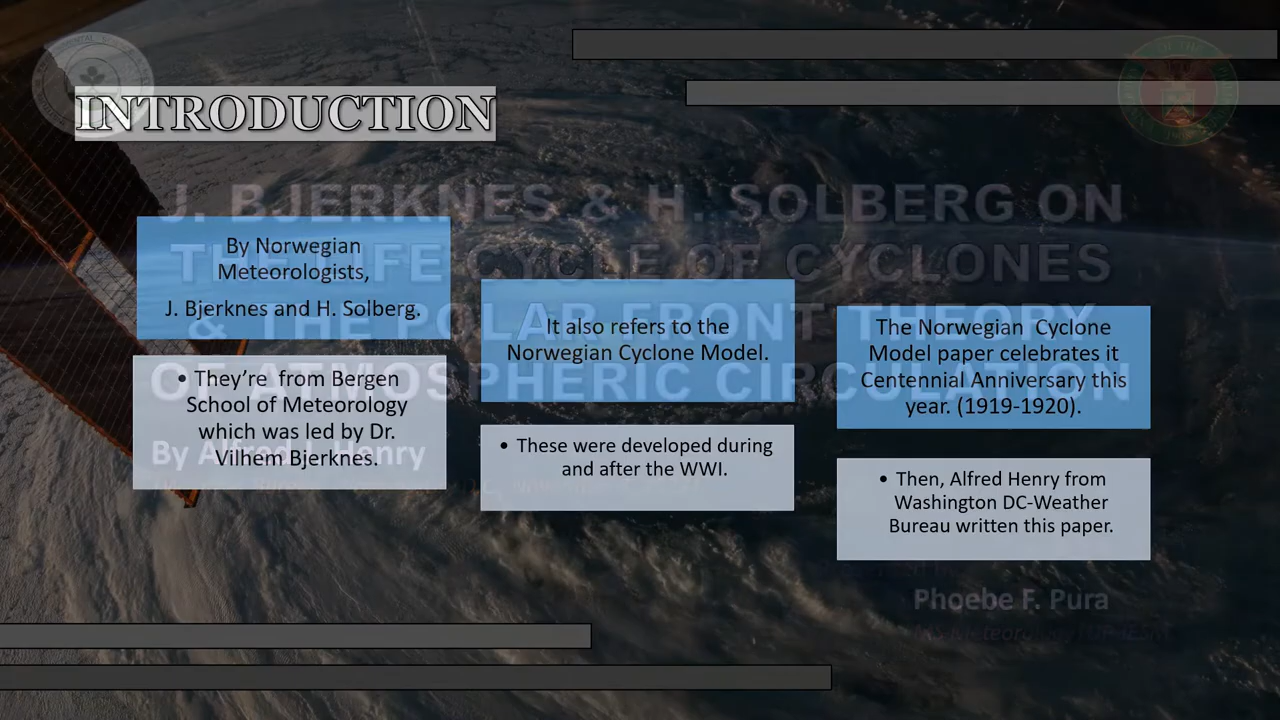 INTRODUCTION
J. BJERKNES & H. SOLBERG ON
THE LIFE CYCLE OF CYCLONES
& THE POLAR FRONT THEORY
OF ATMOSPHERIC CIRCULATION
By Alfred J. Henry
By Norwegian
Meteorologists,
J. Bjerknes and H. Solberg.
• They're from Bergen
School of Meteorology
which was led by Dr.
Vilhem Bjerknes.
It also refers to the
Norwegian Cyclone Model.
• These were developed during
and after the WWI.
The Norwegian Cyclone
Model paper celebrates it
Centennial Anniversary this
year. (1919-1920).
• Then, Alfred Henry from
Washington DC-Weather
Bureau written this paper.
Phoebe F. Pura